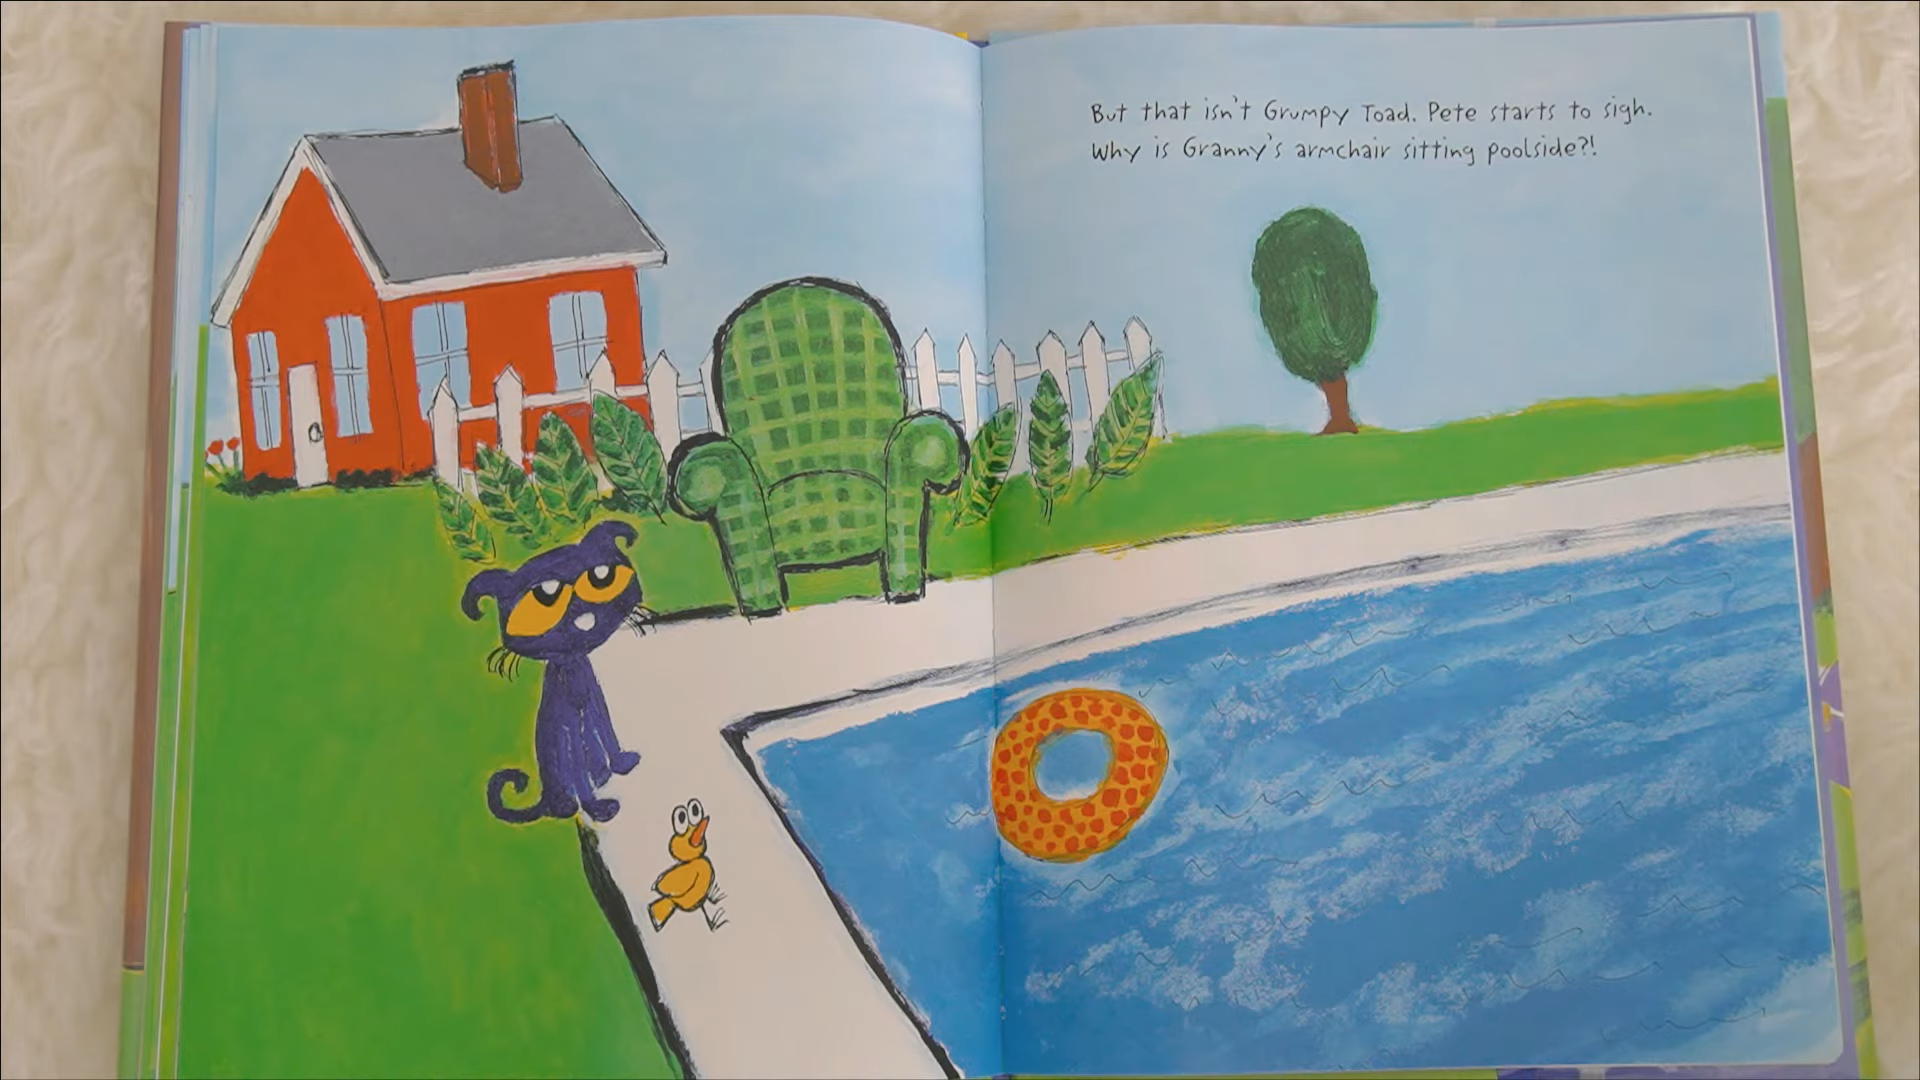 But that isn't Grumpy Toad. Pete starts to sigh.
Why is Granny's armchair sitting poolside?!